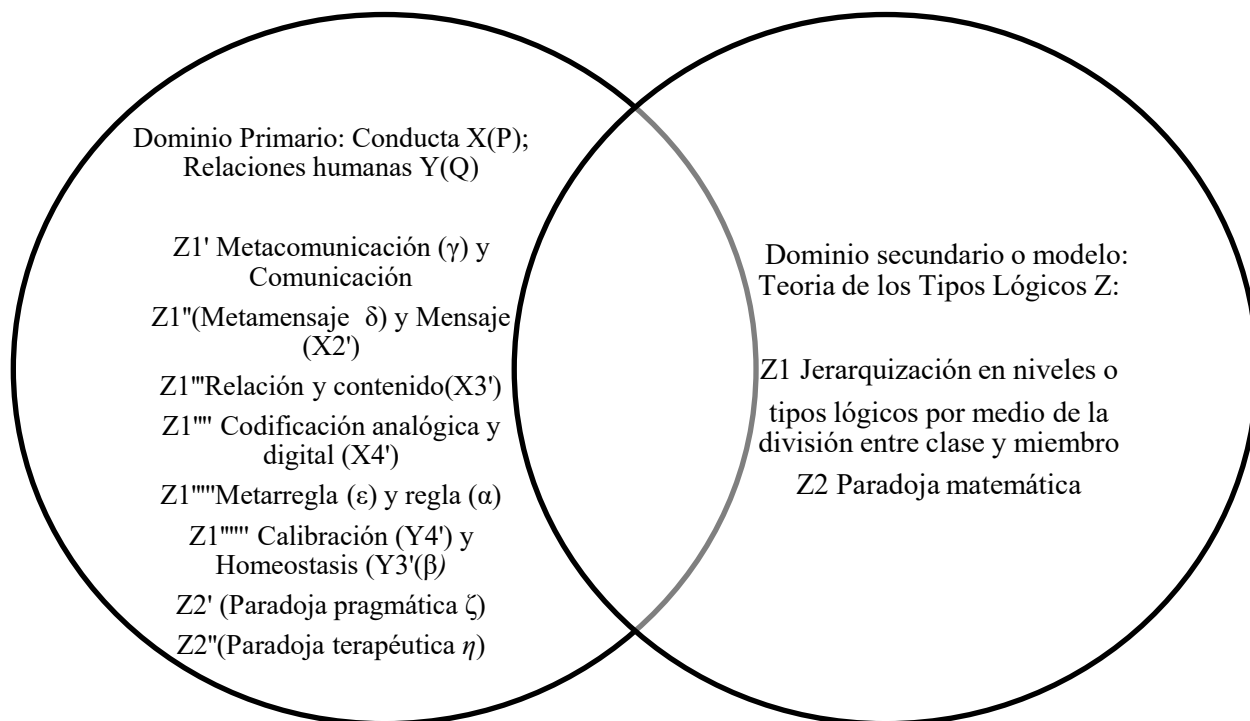 Dominio Primario: Conducta X(P);
Relaciones humanas Y(Q)
Z1' Metacomunicación (γ) y
Comunicación
Z1''(Metamensaje δ) y Mensaje
(X2')
Z1'''Relación y contenido(X3')
Z1'''' Codificación analógica y
digital (X4')
Z1'''''Metarregla (ε) y regla (α)
Z1'''''' Calibración (Y4') y
Homeostasis (Y3'(β)
Z2' (Paradoja pragmática ζ)
Z2''(Paradoja terapéutica η)
Dominio secundario o modelo:
Teoria de los Tipos Lógicos Z:
Z1 Jerarquización en niveles o
tipos lógicos por medio de la
división entre clase y miembro
Z2 Paradoja matemática